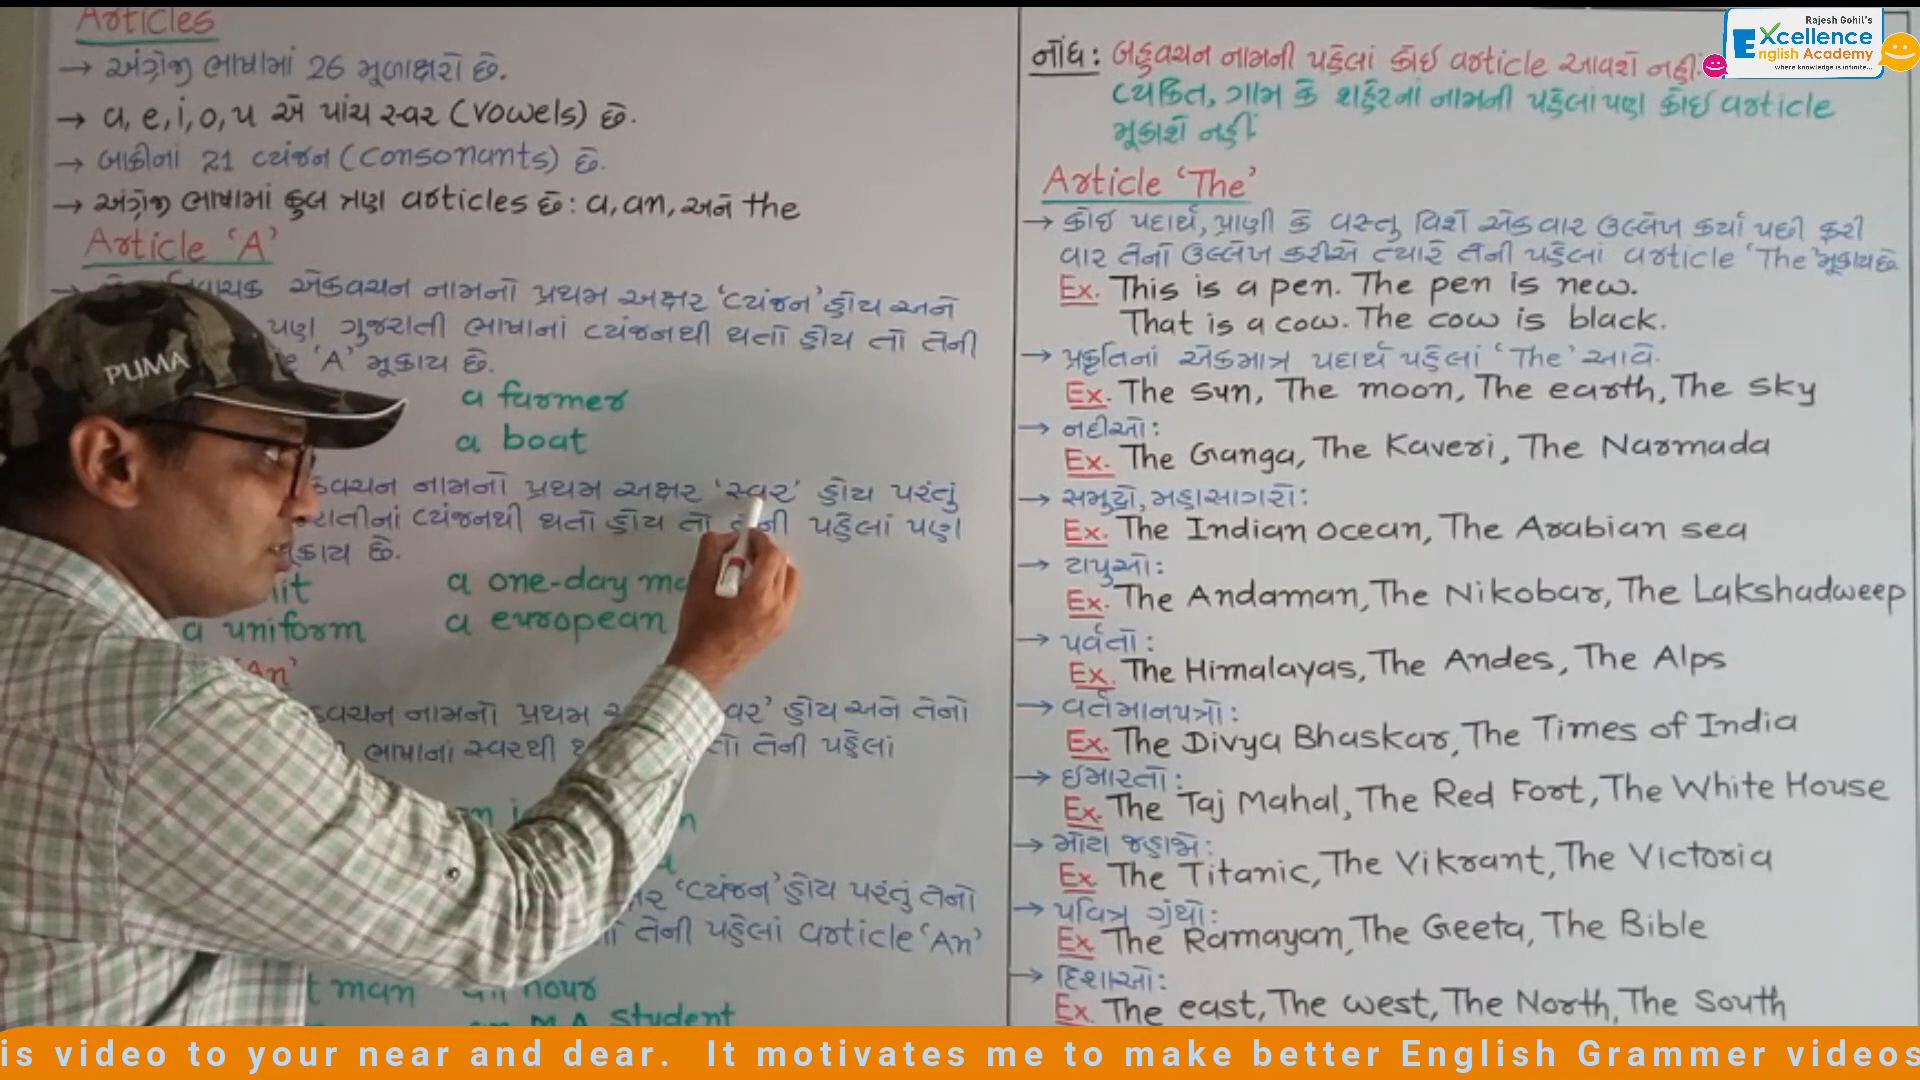 Articles
→ અંગ્રેજી ભાષામાં 26 મૂળાક્ષરો છે.
→ a, e, i, o, u એ પાંચ સ્વર (vowels) છે.
→ બાકીનાં 21 વ્યંજન (consonants) છે.
→ અંગ્રેજી ભાષામાં કુલ ત્રણ articles છે: a, an, અને the
Article 'A'
એકવચન નામનો પ્રથમ અક્ષર 'વ્યંજન' હોય અને
પણ ગુજરાતી ભાષાનાં વ્યંજનથી થતો હોય તો તેની
'A' મૂકાય છે.
a farmer
a boat
નામનો પ્રથમ અક્ષર 'સ્વર' હોય પરંતુ
વ્યંજનથી થતો હોય તો પહેલાં પણ
છે.
a one-day
a uniform a european
'An'
નામનો પ્રથમ હોય અને તેનો
ભાષાનાં સ્વરથી તેની પહેલાં
'વ્યંજન' હોય પરંતુ તેનો
તેની પહેલાં article 'An'
man hour
M.A. student
નોંધ: બહુવચન નામની પહેલાં કોઈ article આવશે નહીં.
વ્યકિત, ગામ કે શહેરનાં નામની પહેલાં પણ કોઈ article
મૂકાશે નહીં
Article 'The'
→ કોઈ પદાર્થ, પ્રાણી કે વસ્તુ વિશે એકવાર ઉલ્લેખ કર્યા પછી ફરી
વાર તેનો ઉલ્લેખ કરીએ ત્યારે તેની પહેલાં article 'The' મૂકાય છે
Ex. This is a pen. The pen is new.
That is a cow. The cow is black.
→ પ્રકૃતિનાં એકમાત્ર પદાર્થ પહેલાં 'The' આવે.
Ex. The sun, The moon, The earth, The sky
→ નદીઓ:
Ex. The Ganga, The Kaveri, The Narmada
→ સમુદ્રો, મહાસાગરો:
Ex. The Indian ocean, The Arabian sea
→ ટાપુઓ:
Ex. The Andaman, The Nikobar, The Lakshadweep
→ પર્વતો:
Ex. The Himalayas, The Andes, The Alps
→ વર્તમાનપત્રો:
Ex. The Divya Bhaskar, The Times of India
→ ઈમારતો:
Ex. The Taj Mahal, The Red Fort, The White House
→ મોટા જહાજો:
Ex. The Titanic, The Vikrant, The Victoria
→ પવિત્ર ગ્રંથો:
Ex. The Ramayan, The Geeta, The Bible
→ દિશાઓ:
Ex. The east, The west, The North, The South
PUMA
Rajesh Gohil's
Excellence
English Academy
where knowledge is infinite...
is video to your near and dear. It motivates me to make better English Grammer videos